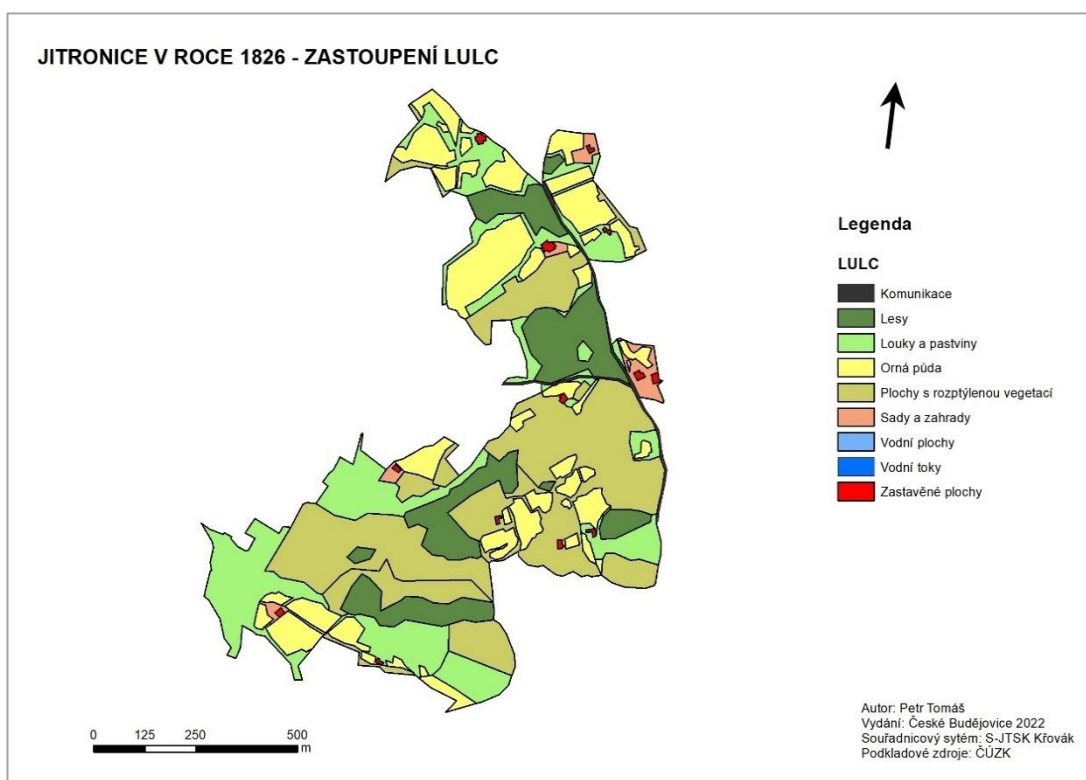 JITRONICE V ROCE 1826 - ZASTOUPENÍ LULC
Legenda
LULC
Komunikace
Lesy
Louky a pastviny
Orná půda
Plochy s rozptýlenou vegetací
Sady a zahrady
Vodní plochy
Vodní toky
Zastavěné plochy
0 125 250 500
m
Autor: Petr Tomáš
Vydání: České Budějovice 2022
Souřadnicový sytém: S-JTSK Křovák
Podkladové zdroje: ČÚZK